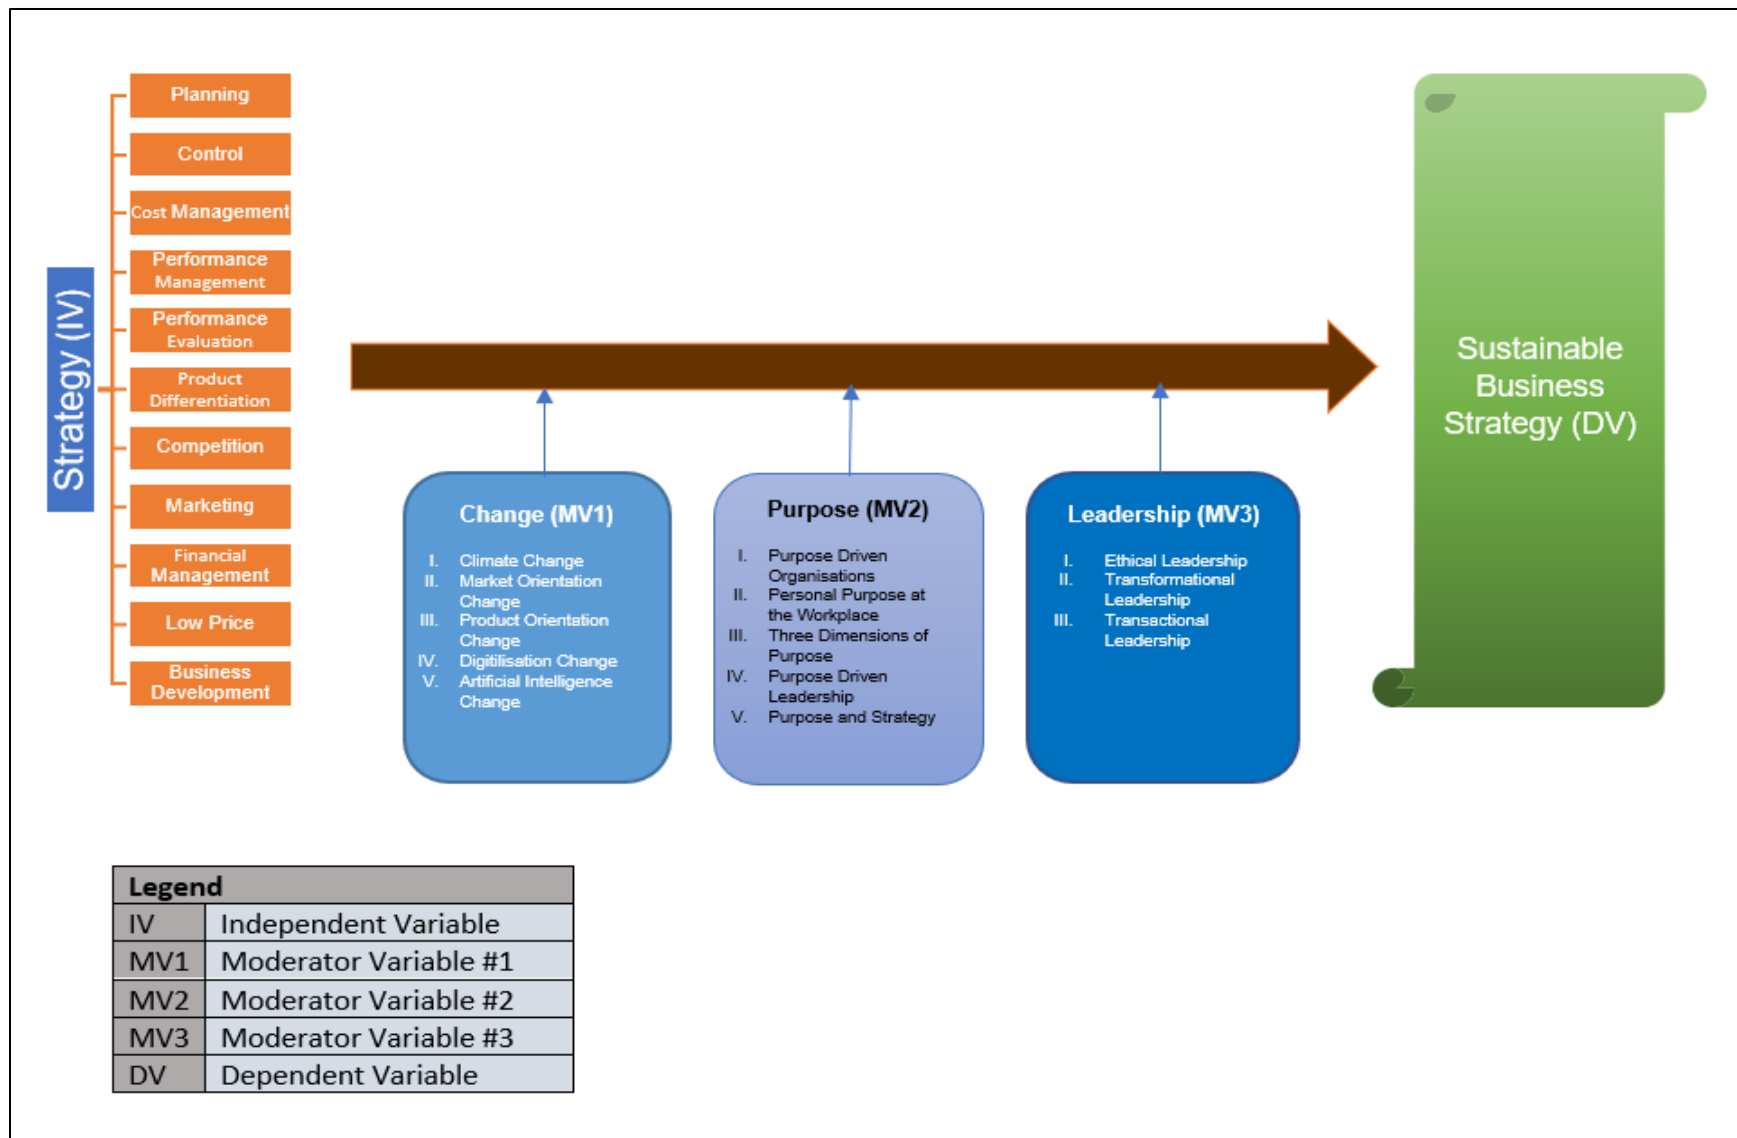 Strategy (IV)
Planning
Control
Cost Management
Performance
Management
Performance
Evaluation
Product
Differentiation
Competition
Marketing
Financial
Management
Low Price
Business
Development
Change (MV1)
I. Climate Change
II. Market Orientation
Change
III. Product Orientation
Change
IV. Digitilisation Change
V. Artificial Intelligence
Change
Purpose (MV2)
I. Purpose Driven
Organisations
II. Personal Purpose at
the Workplace
III. Three Dimensions of
Purpose
IV. Purpose Driven
Leadership
V. Purpose and Strategy
Leadership (MV3)
I. Ethical Leadership
II. Transformational
Leadership
III. Transactional
Leadership
Sustainable
Business
Strategy (DV)
Legend
IV Independent Variable
MV1 Moderator Variable #1
MV2 Moderator Variable #2
MV3 Moderator Variable #3
DV Dependent Variable